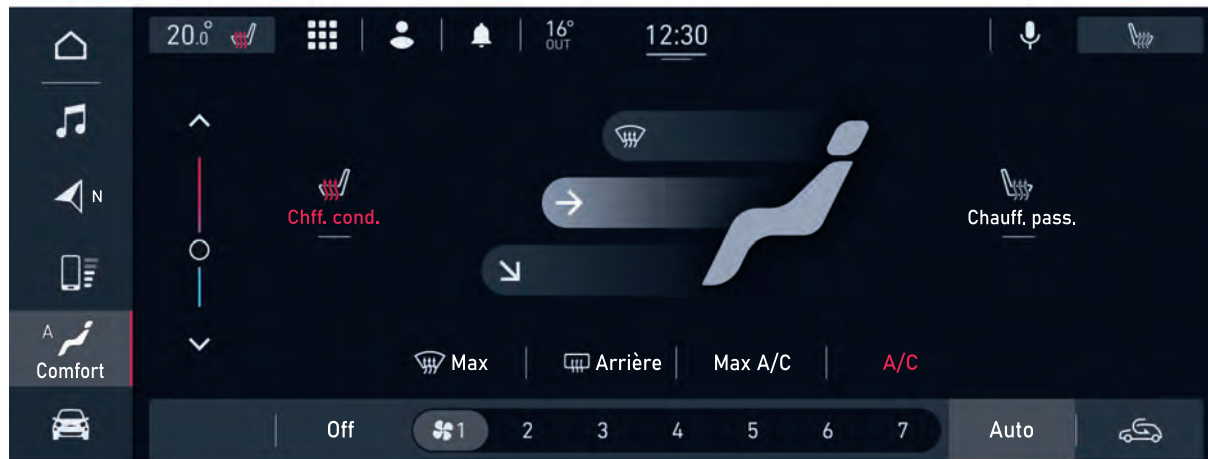 20.0° 16° 12:30
OUT
N
Chff. cond. Chauff. pass.
A
Comfort
Max Arrière Max A/C A/C
Off 1 2 3 4 5 6 7 Auto